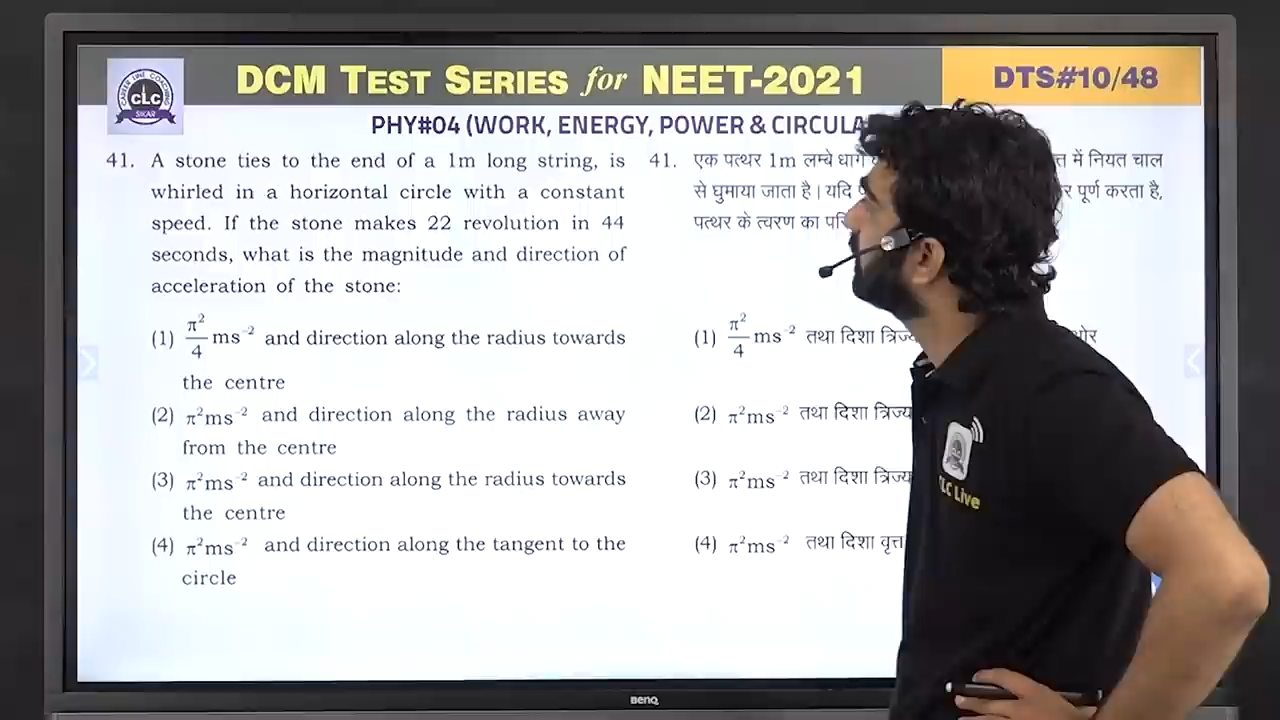 CAREER LINE COACHING
CLC
SIKAR
DCM TEST SERIES for NEET-2021
DTS#10/48
PHY#04 (WORK, ENERGY, POWER & CIRCULA
41. A stone ties to the end of a 1m long string, is
whirled in a horizontal circle with a constant
speed. If the stone makes 22 revolution in 44
seconds, what is the magnitude and direction of
acceleration of the stone:
(1) π²/4 ms⁻² and direction along the radius towards
the centre
(2) π²ms⁻² and direction along the radius away
from the centre
(3) π²ms⁻² and direction along the radius towards
the centre
(4) π²ms⁻² and direction along the tangent to the
circle
41. एक पत्थर 1m लम्बे धागे में नियत चाल
से घुमाया जाता है। यदि पूर्ण करता है,
पत्थर के त्वरण का
(1) π²/4 ms⁻² तथा दिशा
(2) π²ms⁻² तथा दिशा
(3) π²ms⁻² तथा दिशा
(4) π²ms⁻² तथा दिशा वृत्त
CLC Live
BenQ